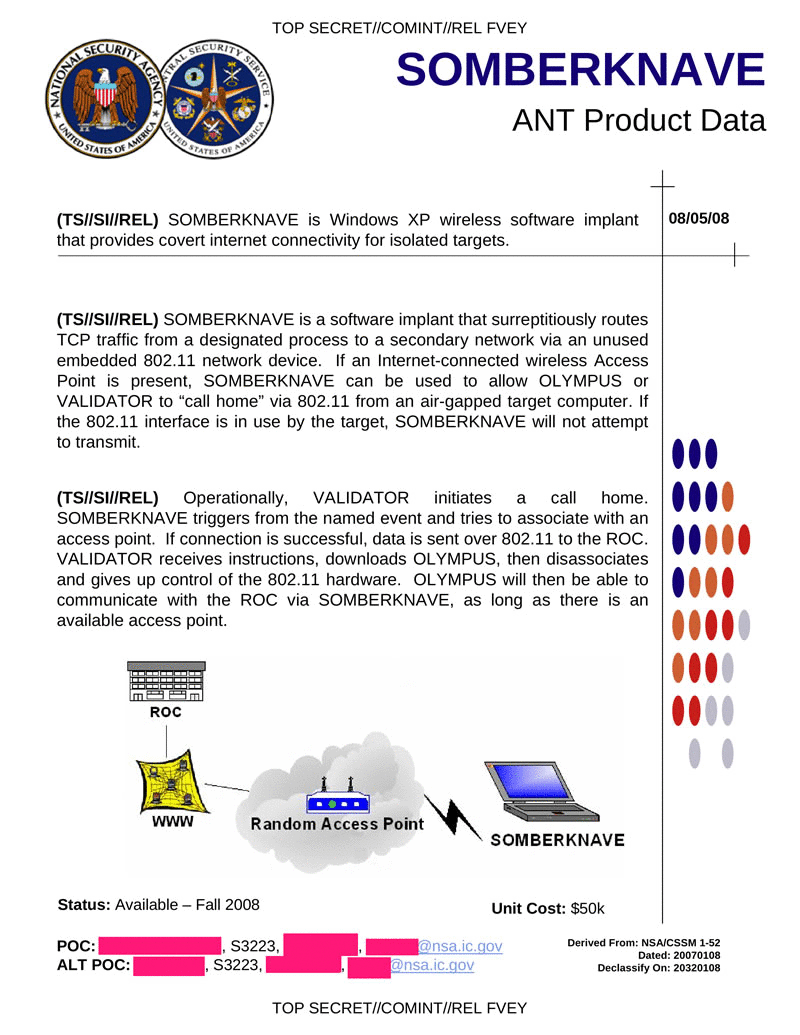 TOP SECRET//COMINT//REL FVEY
NATIONAL SECURITY AGENCY
UNITED STATES OF AMERICA
TRAL SECURITY SERVICE
UNITED STATES OF AMERICA
SOMBERKNAVE
ANT Product Data
(TS//SI//REL) SOMBERKNAVE is Windows XP wireless software implant
that provides covert internet connectivity for isolated targets.
08/05/08
(TS//SI//REL) SOMBERKNAVE is a software implant that surreptitiously routes
TCP traffic from a designated process to a secondary network via an unused
embedded 802.11 network device. If an Internet-connected wireless Access
Point is present, SOMBERKNAVE can be used to allow OLYMPUS or
VALIDATOR to “call home” via 802.11 from an air-gapped target computer. If
the 802.11 interface is in use by the target, SOMBERKNAVE will not attempt
to transmit.
(TS//SI//REL) Operationally, VALIDATOR initiates a call home.
SOMBERKNAVE triggers from the named event and tries to associate with an
access point. If connection is successful, data is sent over 802.11 to the ROC.
VALIDATOR receives instructions, downloads OLYMPUS, then disassociates
and gives up control of the 802.11 hardware. OLYMPUS will then be able to
communicate with the ROC via SOMBERKNAVE, as long as there is an
available access point.
ROC
WWW
Random Access Point
SOMBERKNAVE
Status: Available – Fall 2008
Unit Cost: $50k
POC: , S3223, , @nsa.ic.gov
ALT POC: , S3223, , @nsa.ic.gov
Derived From: NSA/CSSM 1-52
Dated: 20070108
Declassify On: 20320108
TOP SECRET//COMINT//REL FVEY